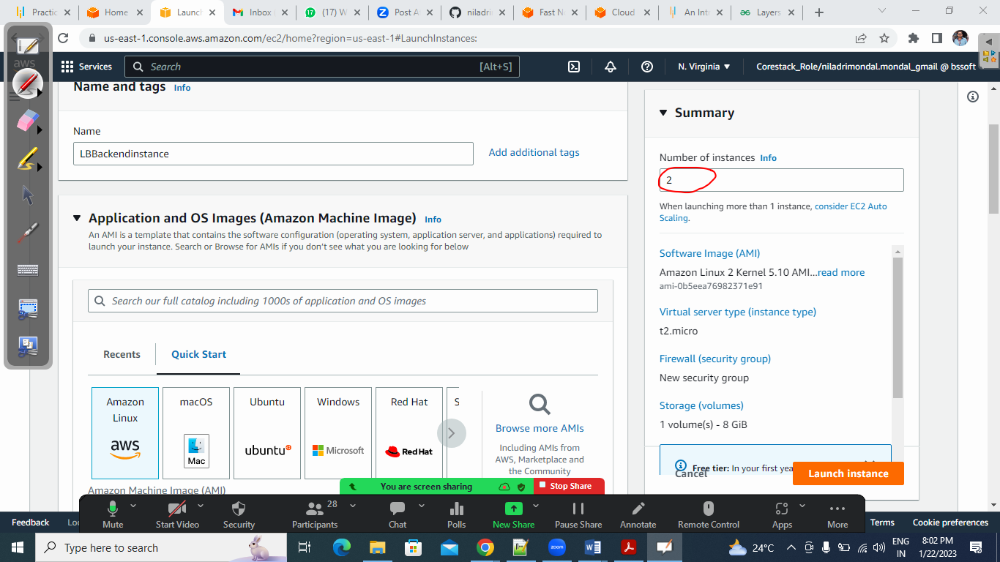 Practic
Home
Launc
Inbox
(17) W
Post A
niladri
Fast N
Cloud
An Intr
Layers
us-east-1.console.aws.amazon.com/ec2/home?region=us-east-1#LaunchInstances:
aws
Services
Search
[Alt+S]
N. Virginia
Corestack_Role/niladrimondal.mondal_gmail @ bssoft
Name and tags Info
Name
LBBackendinstance
Add additional tags
Application and OS Images (Amazon Machine Image) Info
An AMI is a template that contains the software configuration (operating system, application server, and applications) required to
launch your instance. Search or Browse for AMIs if you don't see what you are looking for below
Search our full catalog including 1000s of application and OS images
Recents
Quick Start
Amazon
Linux
aws
macOS
Mac
Ubuntu
ubuntu
Windows
Microsoft
Red Hat
Red Hat
S
Browse more AMIs
Including AMIs from
AWS, Marketplace and
the Community
Amazon Machine Image (AMI)
Summary
Number of instances Info
2
When launching more than 1 instance, consider EC2 Auto
Scaling.
Software Image (AMI)
Amazon Linux 2 Kernel 5.10 AMI...read more
ami-0b5eea76982371e91
Virtual server type (instance type)
t2.micro
Firewall (security group)
New security group
Storage (volumes)
1 volume(s) - 8 GiB
Free tier: In your first yea
Cancel
Launch instance
You are screen sharing
Stop Share
Mute
Start Video
Security
Participants
28
Chat
Polls
New Share
Pause Share
Annotate
Remote Control
Apps
More
Feedback
Lo
Terms
Cookie preferences
Type here to search
zoom
24°C
ENG
IN
8:02 PM
1/22/2023